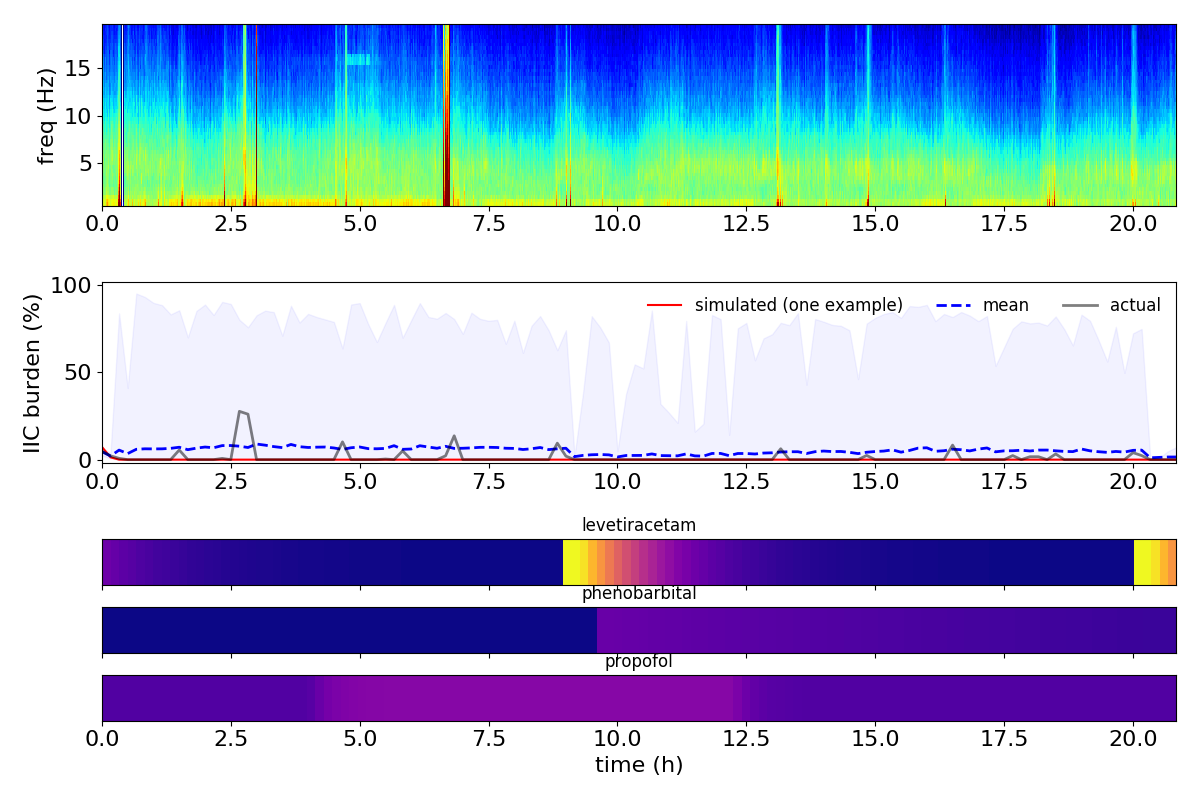 freq (Hz)
15
10
5
0.0 2.5 5.0 7.5 10.0 12.5 15.0 17.5 20.0
IIC burden (%)
100
50
0
simulated (one example) mean actual
0.0 2.5 5.0 7.5 10.0 12.5 15.0 17.5 20.0
levetiracetam
phenobarbital
propofol
0.0 2.5 5.0 7.5 10.0 12.5 15.0 17.5 20.0
time (h)